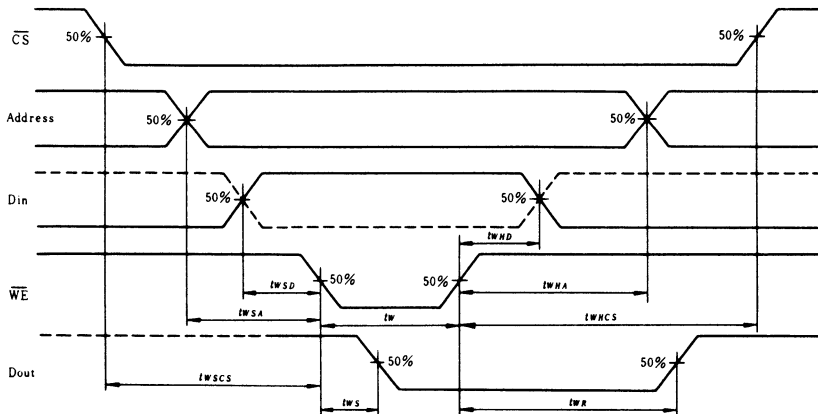 C̅S̅ 50% 50%
Address 50% 50%
Din 50% 50%
tWHD
W̅E̅ tWSD 50% 50% tWHA
tWSA tW tWHCS
Dout 50% 50%
tWSCS tWS tWR